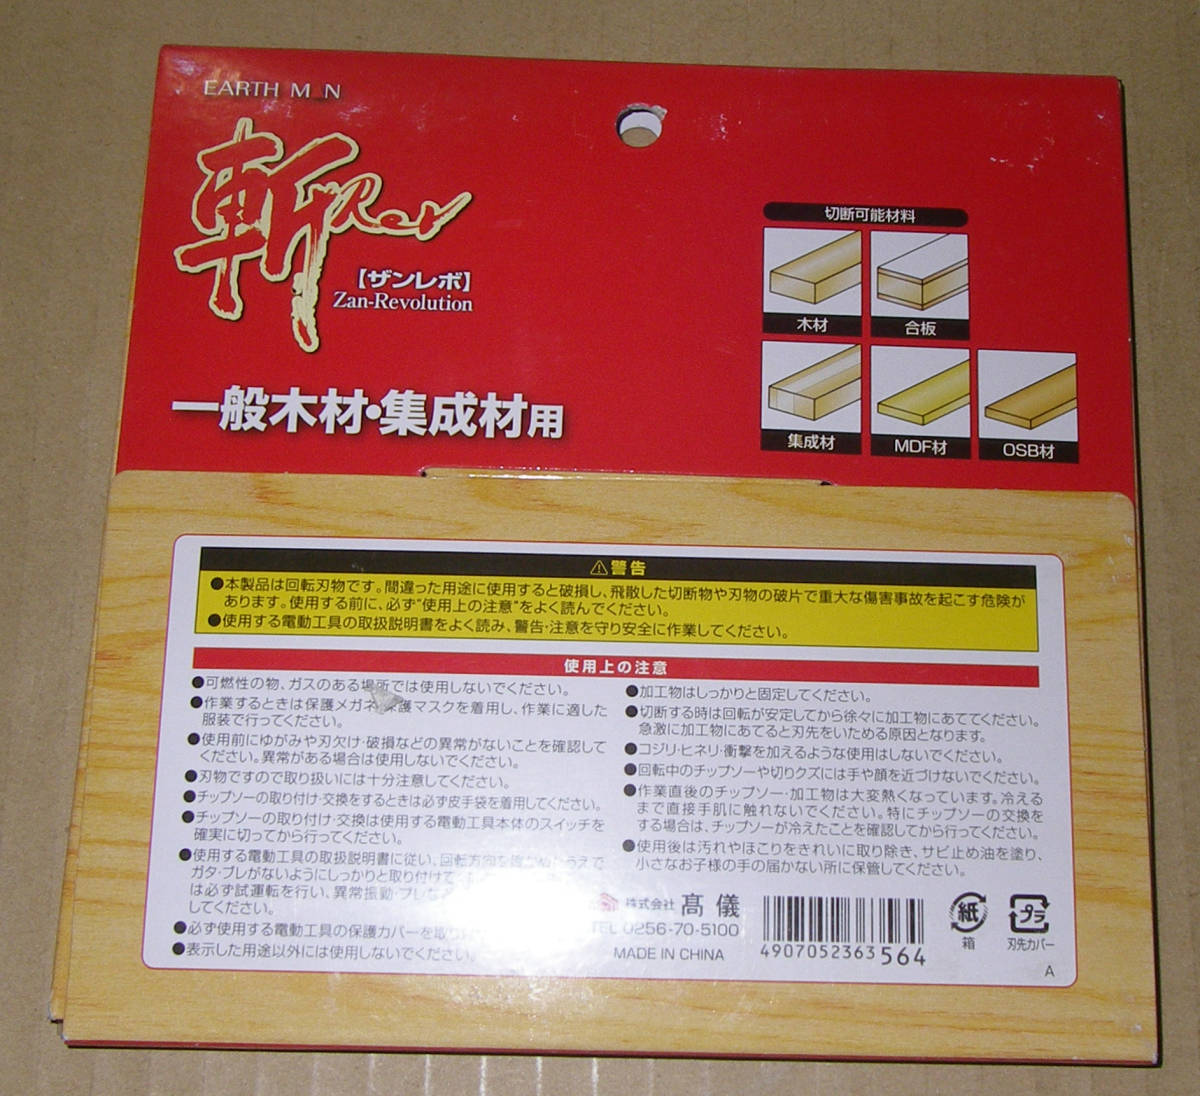 EARTH M N
斬Rev
【ザンレボ】
Zan-Revolution
一般木材・集成材用
切断可能材料
木材
合板
集成材
MDF材
OSB材
⚠警告
●本製品は回転刃物です。間違った用途に使用すると破損し、飛散した切断物や刃物の破片で重大な傷害事故を起こす危険が
あります。使用する前に、必ず"使用上の注意"をよく読んでください。
●使用する電動工具の取扱説明書をよく読み、警告・注意を守り安全に作業してください。
使用上の注意
●可燃性の物、ガスのある場所では使用しないでください。
●作業するときは保護メガネ 護マスクを着用し、作業に適した
服装で行ってください。
●使用前にゆがみや刃欠け・破損などの異常がないことを確認して
ください。異常がある場合は使用しないでください。
●刃物ですので取り扱いには十分注意してください。
●チップソーの取り付け・交換をするときは必ず皮手袋を着用してください。
●チップソーの取り付け・交換は使用する電動工具本体のスイッチを
確実に切ってから行ってください。
●使用する電動工具の取扱説明書に従い、回転方向を確かめたうえで
ガタ・ブレがないようにしっかりと取り付けて
は必ず試運転を行い、異常振動・ブレな
してください。
●必ず使用する電動工具の保護カバーを取り
●表示した用途以外には使用しないでください。
●加工物はしっかりと固定してください。
●切断する時は回転が安定してから徐々に加工物にあててください。
急激に加工物にあてると刃先をいためる原因となります。
●コジリ・ヒネリ・衝撃を加えるような使用はしないでください。
●回転中のチップソーや切りクズには手や顔を近づけないでください。
●作業直後のチップソー・加工物は大変熱くなっています。冷える
まで直接手肌に触れないでください。特にチップソーの交換を
する場合は、チップソーが冷えたことを確認してから行ってください。
●使用後は汚れやほこりをきれいに取り除き、サビ止め油を塗り、
小さなお子様の手の届かない所に保管してください。
株式会社 髙儀
TEL 0256-70-5100
MADE IN CHINA
4907052363564
紙
箱
プラ
刃先カバー
A